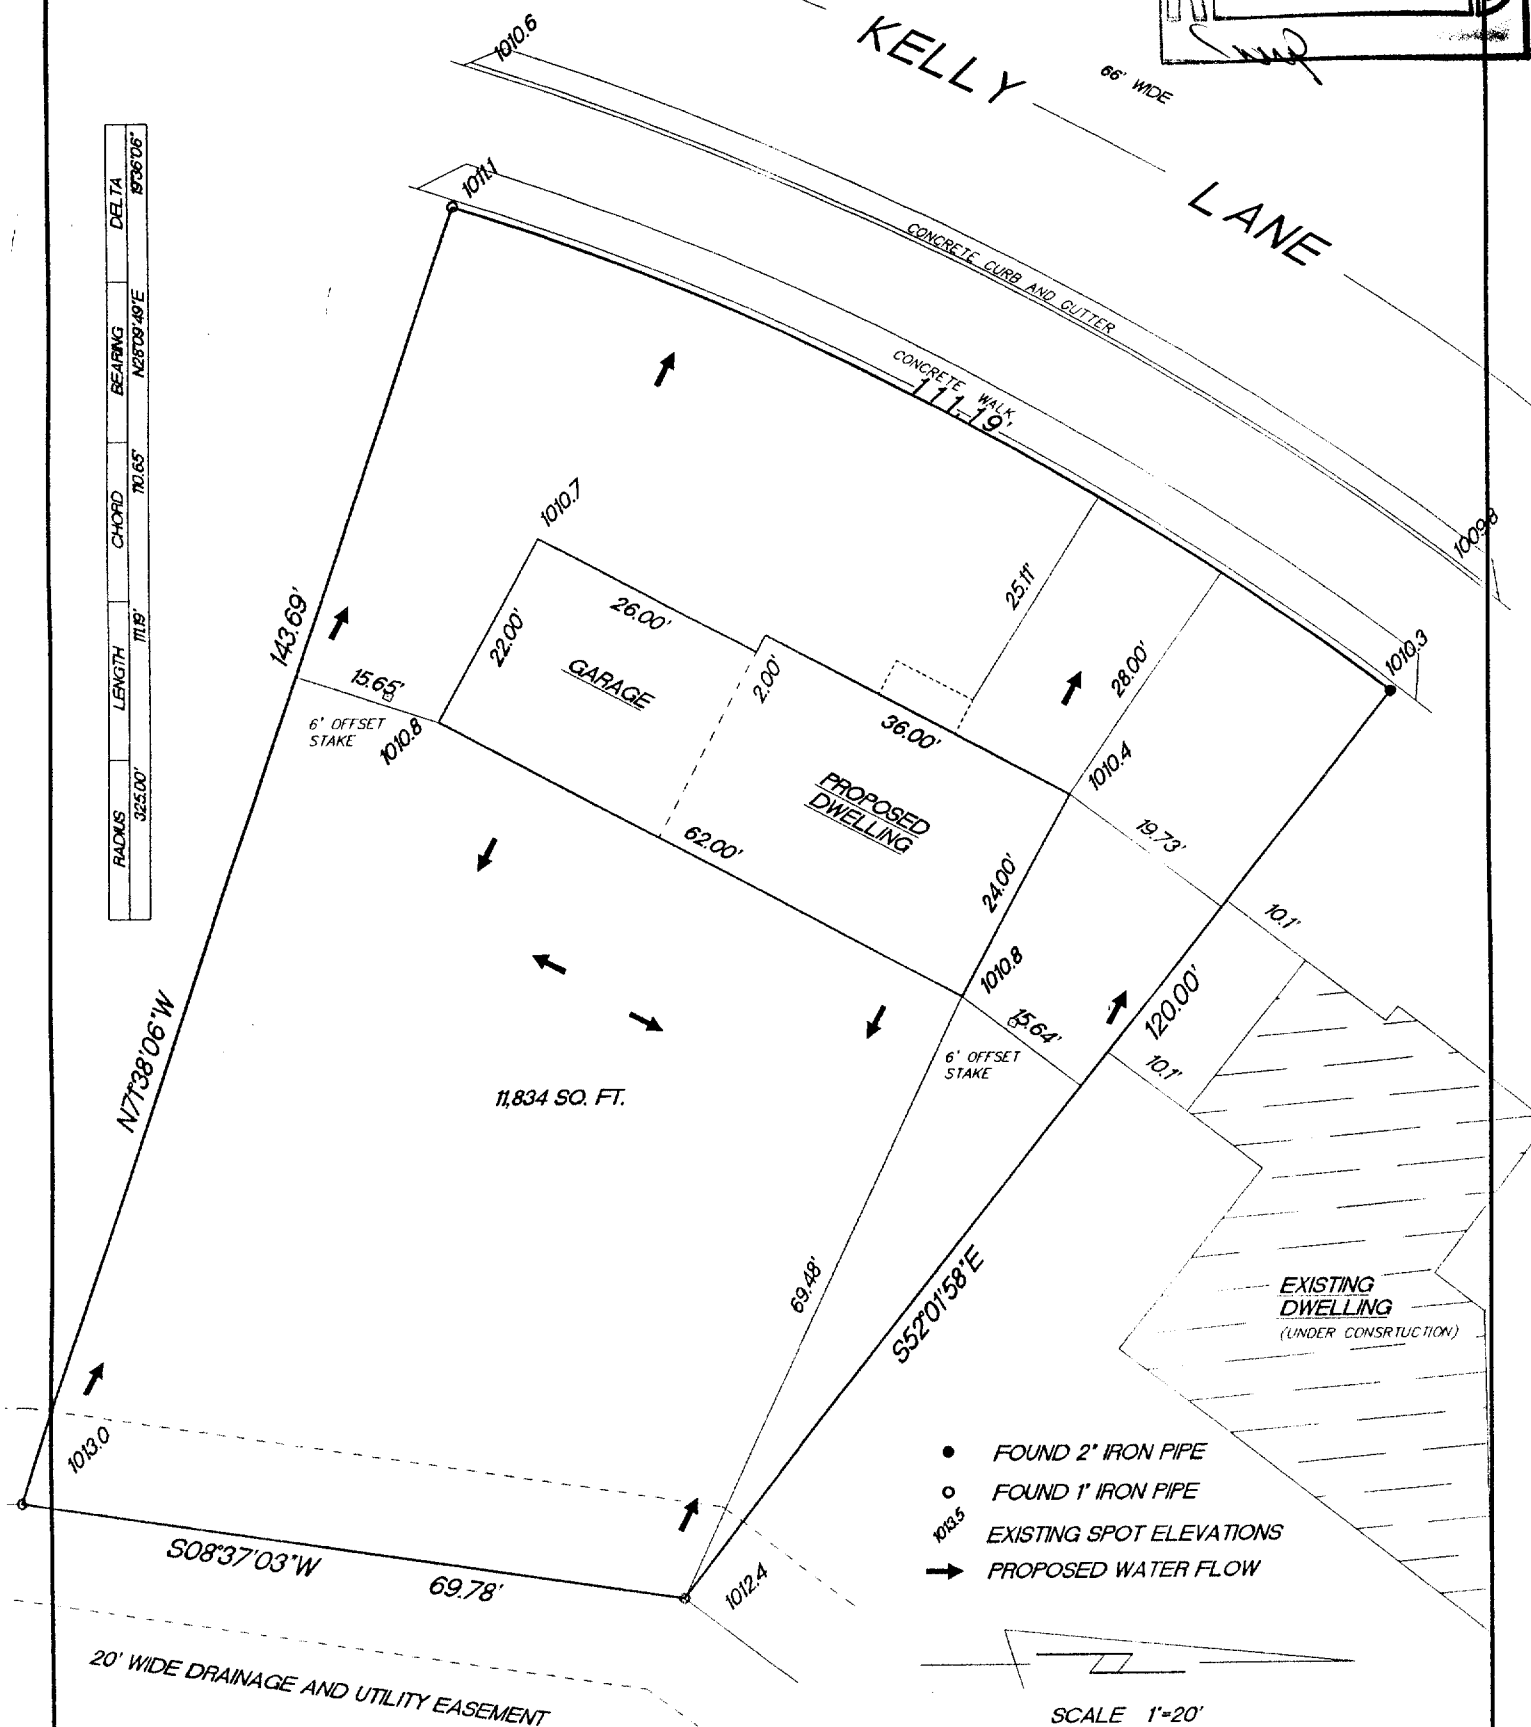 1010.6
KELLY
66' WIDE
LANE
1011.1
CONCRETE CURB AND GUTTER
CONCRETE WALK
111.19'
RADIUS LENGTH CHORD BEARING DELTA
325.00' 111.19' 110.65' N28°09'49"E 19°36'06"
1009.8
1010.7
25.11'
143.69'
22.00'
26.00'
28.00'
1010.3
15.65'
GARAGE
2.00'
6' OFFSET
STAKE
1010.8
36.00'
1010.4
PROPOSED
DWELLING
62.00'
19.73'
24.00'
10.1'
1010.8
15.64'
120.00'
6' OFFSET
STAKE
10.1'
N71°38'06"W
11,834 SQ. FT.
69.48'
S52°01'58"E
EXISTING
DWELLING
(UNDER CONSRTUCTION)
1013.0
FOUND 2" IRON PIPE
FOUND 1" IRON PIPE
1013.5 EXISTING SPOT ELEVATIONS
PROPOSED WATER FLOW
S08°37'03"W
69.78'
1012.4
20' WIDE DRAINAGE AND UTILITY EASEMENT
SCALE 1"=20'